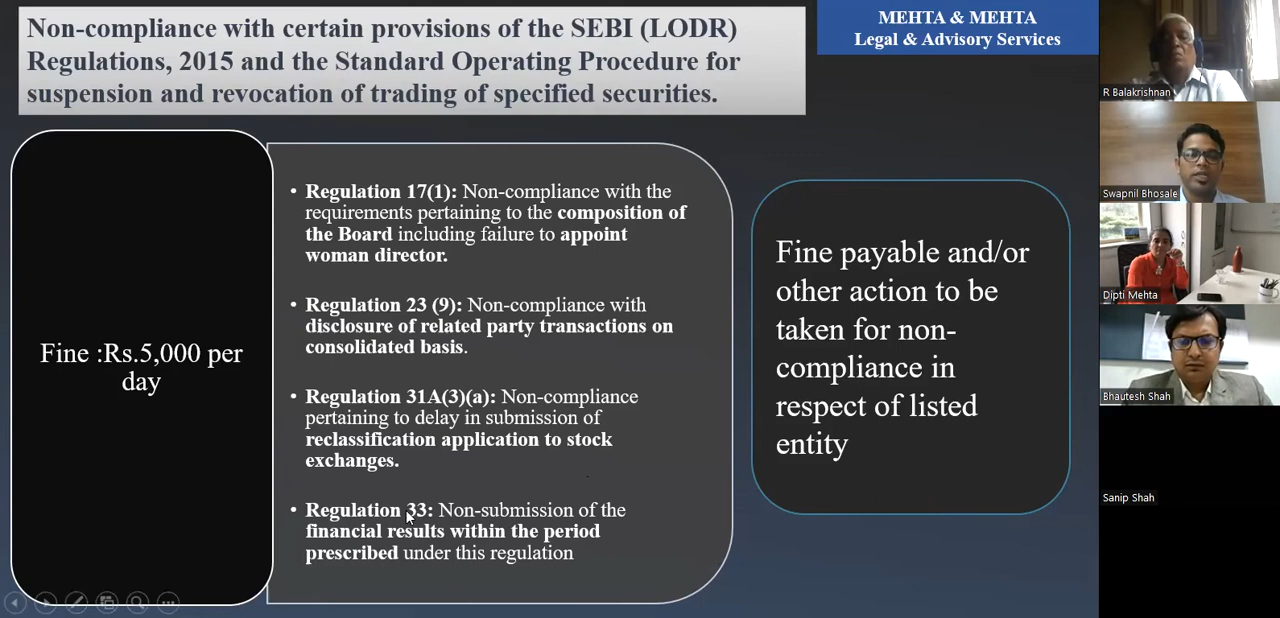 Non-compliance with certain provisions of the SEBI (LODR)
Regulations, 2015 and the Standard Operating Procedure for
suspension and revocation of trading of specified securities.
MEHTA & MEHTA
Legal & Advisory Services
Fine :Rs.5,000 per
day
• Regulation 17(1): Non-compliance with the
requirements pertaining to the composition of
the Board including failure to appoint
woman director.
• Regulation 23 (9): Non-compliance with
disclosure of related party transactions on
consolidated basis.
• Regulation 31A(3)(a): Non-compliance
pertaining to delay in submission of
reclassification application to stock
exchanges.
• Regulation 33: Non-submission of the
financial results within the period
prescribed under this regulation
Fine payable and/or
other action to be
taken for non-
compliance in
respect of listed
entity
R Balakrishnan
Swapnil Bhosale
Dipti Mehta
Bhautesh Shah
Sanip Shah